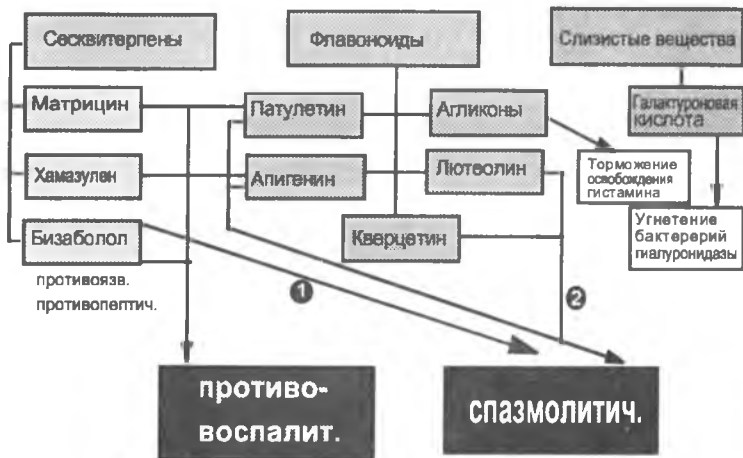 Сесквитерпены
Флавоноиды
Слизистые вещества
Матрицин
Патулетин
Агликоны
Галактуроновая
кислота
Хамазулен
Апигенин
Лютеолин
Торможение
освобождения
гистамина
Бизаболол
Кверцетин
Угнетение
бактерерий
гиалуронидазы
противоязв.
противопептич.
1
2
противо-
воспалит.
спазмолитич.